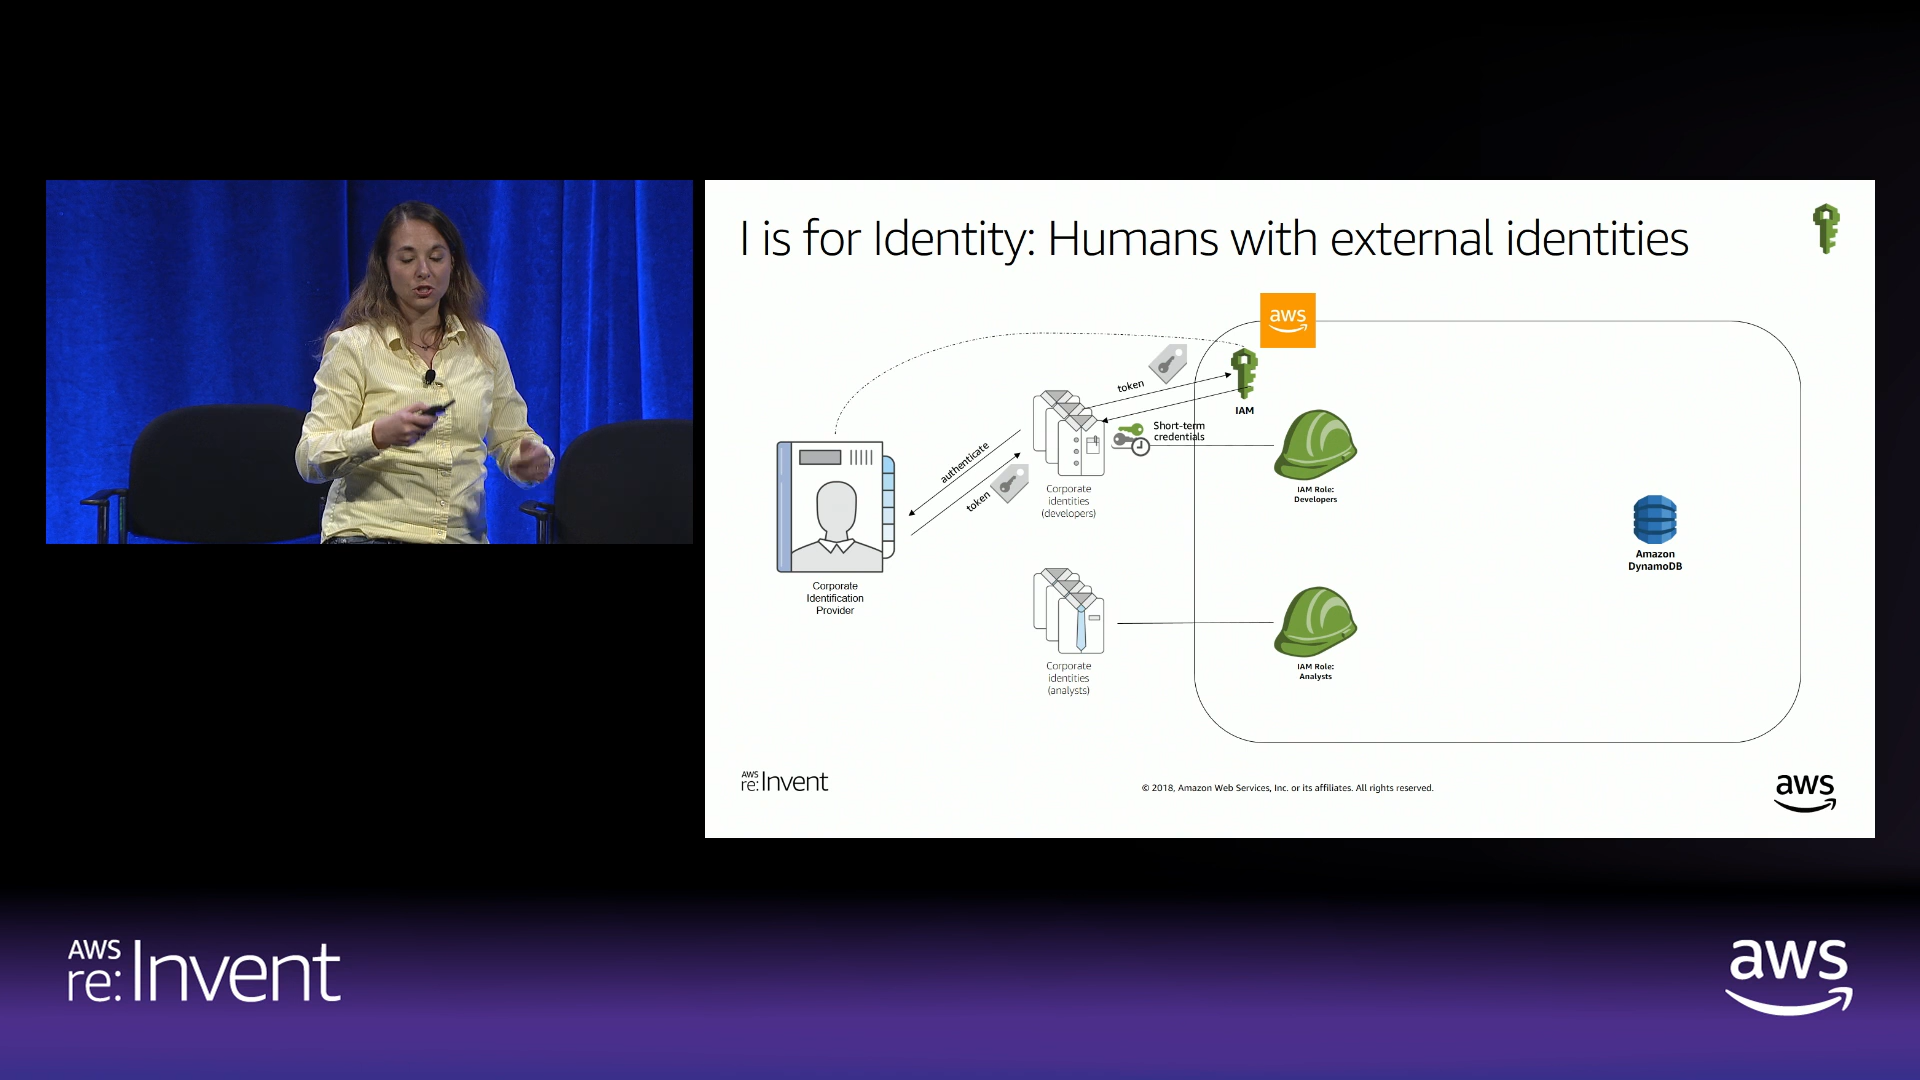 I is for Identity: Humans with external identities
aws
token
IAM
Short-term
credentials
authenticate
token
Corporate
identities
(developers)
IAM Role:
Developers
Amazon
DynamoDB
Corporate
Identification
Provider
Corporate
identities
(analysts)
IAM Role:
Analysts
AWS
re:Invent
© 2018, Amazon Web Services, Inc. or its affiliates. All rights reserved.
aws
AWS
re:Invent
aws